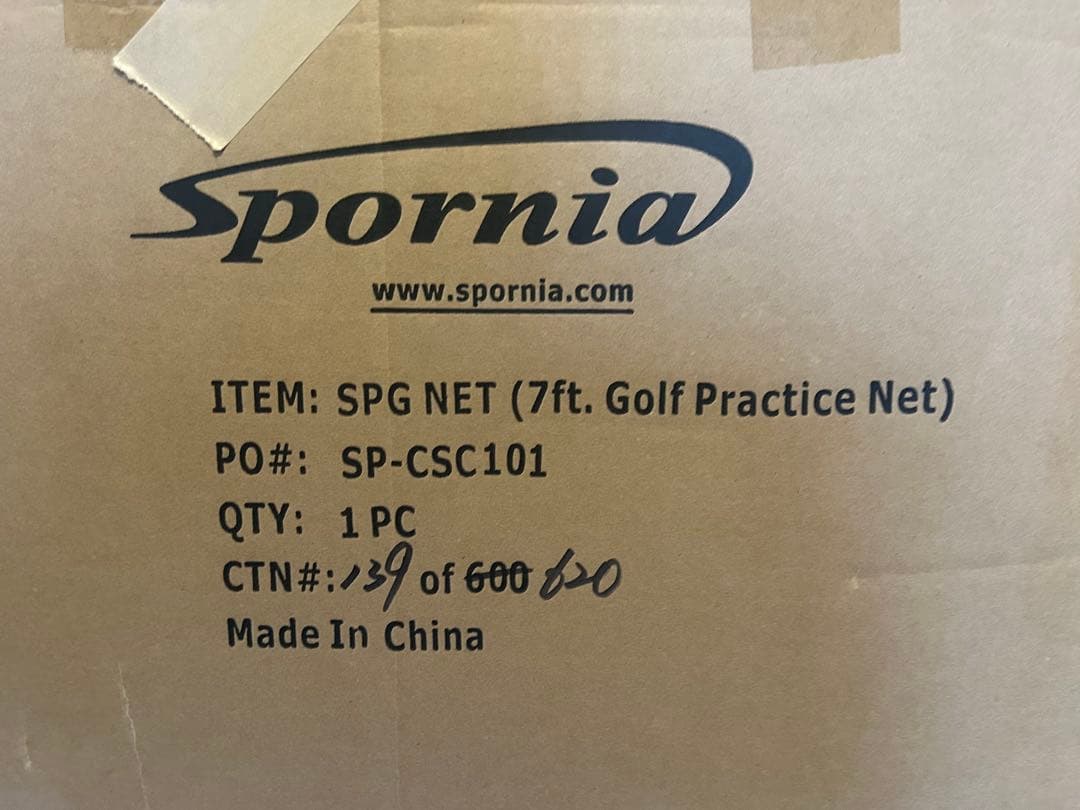 Spornia
www.spornia.com
ITEM: SPG NET (7ft. Golf Practice Net)
PO#: SP-CSC101
QTY: 1 PC
CTN#: 139 of 600 620
Made In China